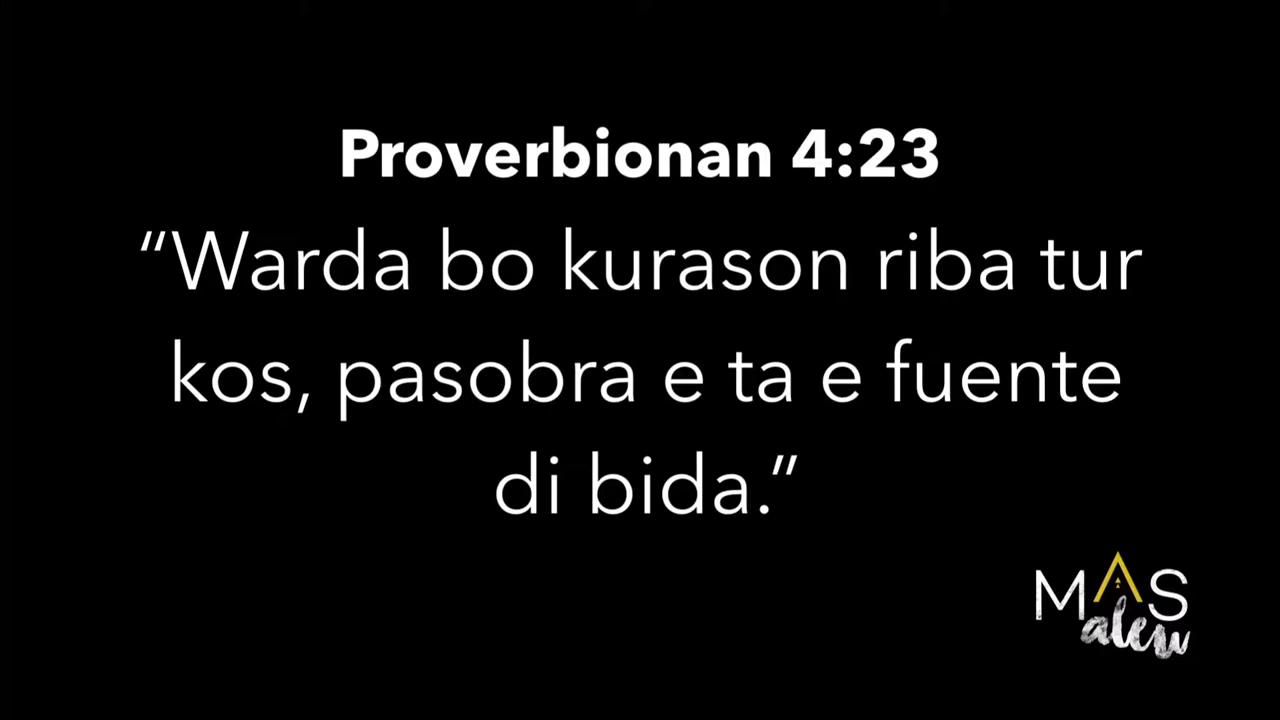 Proverbionan 4:23
“Warda bo kurason riba tur
kos, pasobra e ta e fuente
di bida.”
MAS
alew